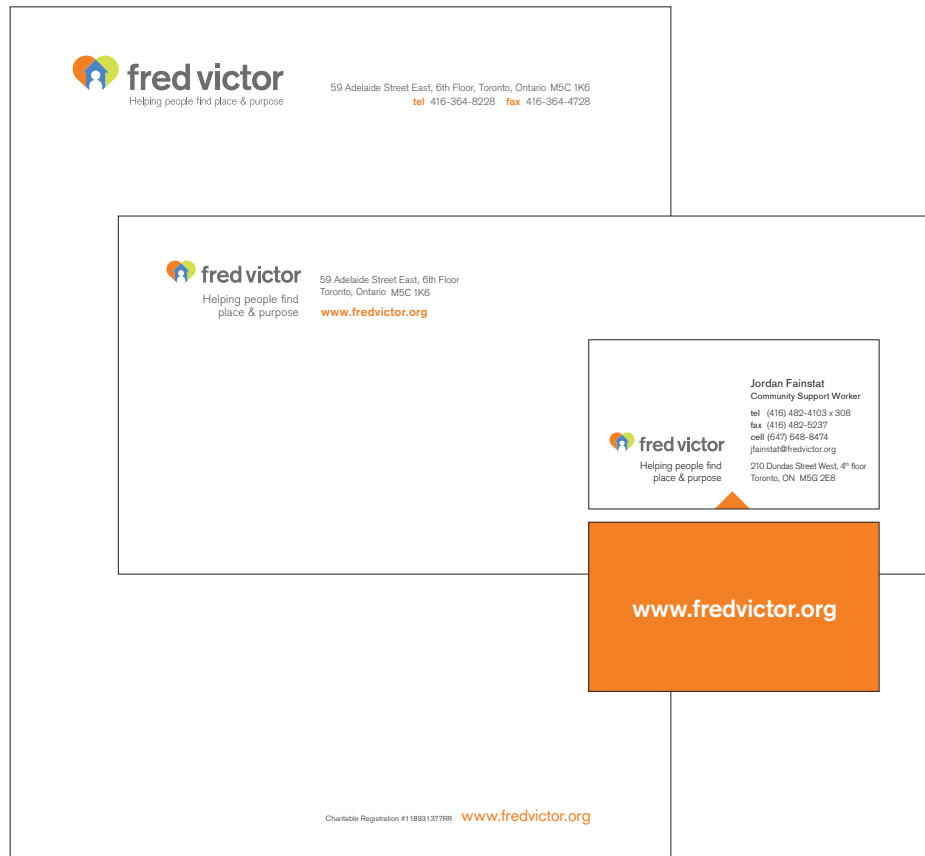 fred victor
Helping people find place & purpose
59 Adelaide Street East, 6th Floor, Toronto, Ontario M5C 1K6
tel 416-364-8228 fax 416-364-4728
fred victor
Helping people find
place & purpose
59 Adelaide Street East, 6th Floor
Toronto, Ontario M5C 1K6
www.fredvictor.org
fred victor
Helping people find
place & purpose
Jordan Fainstat
Community Support Worker
tel (416) 482-4103 x 308
fax (416) 482-5237
cell (647) 648-8474
jfainstat@fredvictor.org
210 Dundas Street West, 4th floor
Toronto, ON M5G 2E8
www.fredvictor.org
Charitable Registration #118931377RR www.fredvictor.org